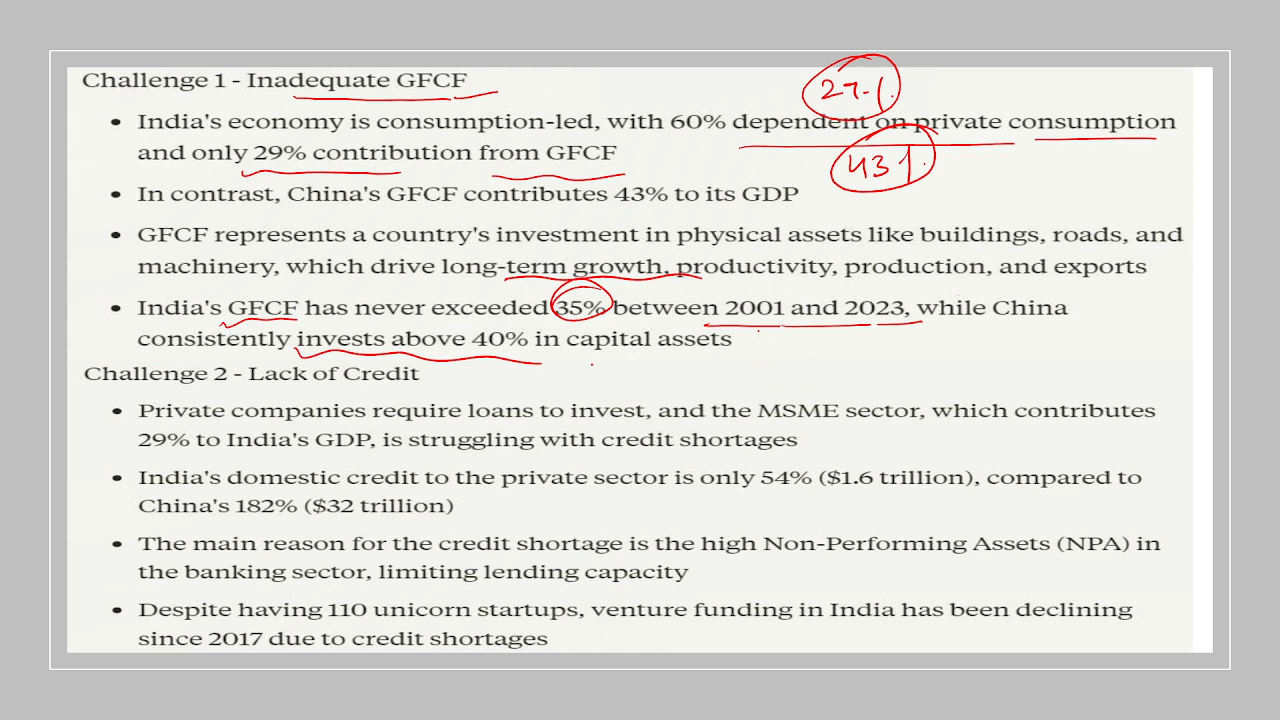 Challenge 1 - Inadequate GFCF
27%
• India's economy is consumption-led, with 60% dependent on private consumption
and only 29% contribution from GFCF
43%
• In contrast, China's GFCF contributes 43% to its GDP
• GFCF represents a country's investment in physical assets like buildings, roads, and
machinery, which drive long-term growth, productivity, production, and exports
• India's GFCF has never exceeded 35% between 2001 and 2023, while China
consistently invests above 40% in capital assets
Challenge 2 - Lack of Credit
• Private companies require loans to invest, and the MSME sector, which contributes
29% to India's GDP, is struggling with credit shortages
• India's domestic credit to the private sector is only 54% ($1.6 trillion), compared to
China's 182% ($32 trillion)
• The main reason for the credit shortage is the high Non-Performing Assets (NPA) in
the banking sector, limiting lending capacity
• Despite having 110 unicorn startups, venture funding in India has been declining
since 2017 due to credit shortages